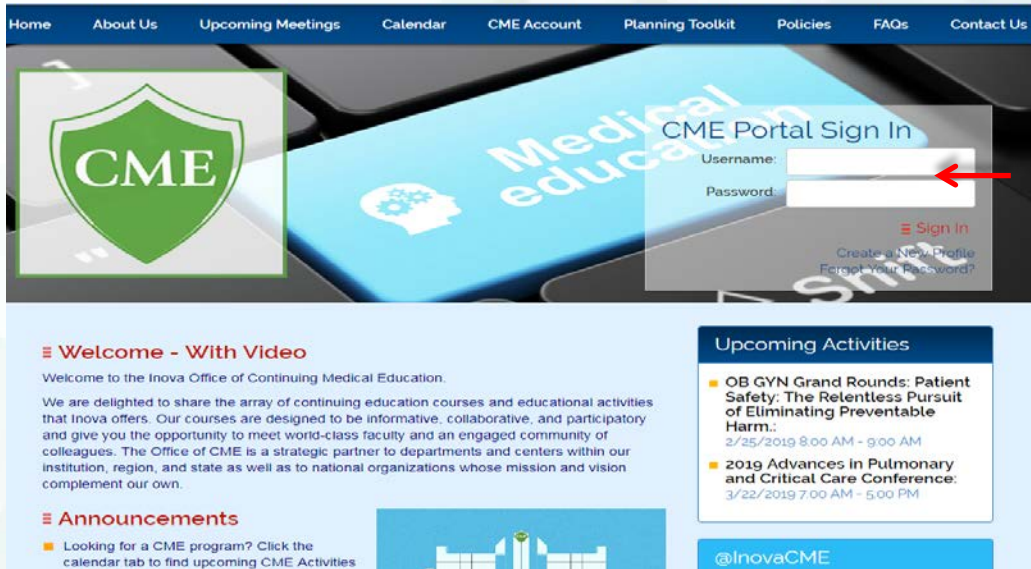 Home About Us Upcoming Meetings Calendar CME Account Planning Toolkit Policies FAQs Contact Us
CME
Medical
education
Shift
CME Portal Sign In
Username:
Password:
Sign In
Create a New Profile
Forgot Your Password?
Welcome - With Video
Welcome to the Inova Office of Continuing Medical Education.
We are delighted to share the array of continuing education courses and educational activities
that Inova offers. Our courses are designed to be informative, collaborative, and participatory
and give you the opportunity to meet world-class faculty and an engaged community of
colleagues. The Office of CME is a strategic partner to departments and centers within our
institution, region, and state as well as to national organizations whose mission and vision
complement our own.
Announcements
Looking for a CME program? Click the
calendar tab to find upcoming CME Activities
Upcoming Activities
OB GYN Grand Rounds: Patient
Safety: The Relentless Pursuit
of Eliminating Preventable
Harm.:
2/25/2019 8:00 AM - 9:00 AM
2019 Advances in Pulmonary
and Critical Care Conference:
3/22/2019 7:00 AM - 5:00 PM
@InovaCME